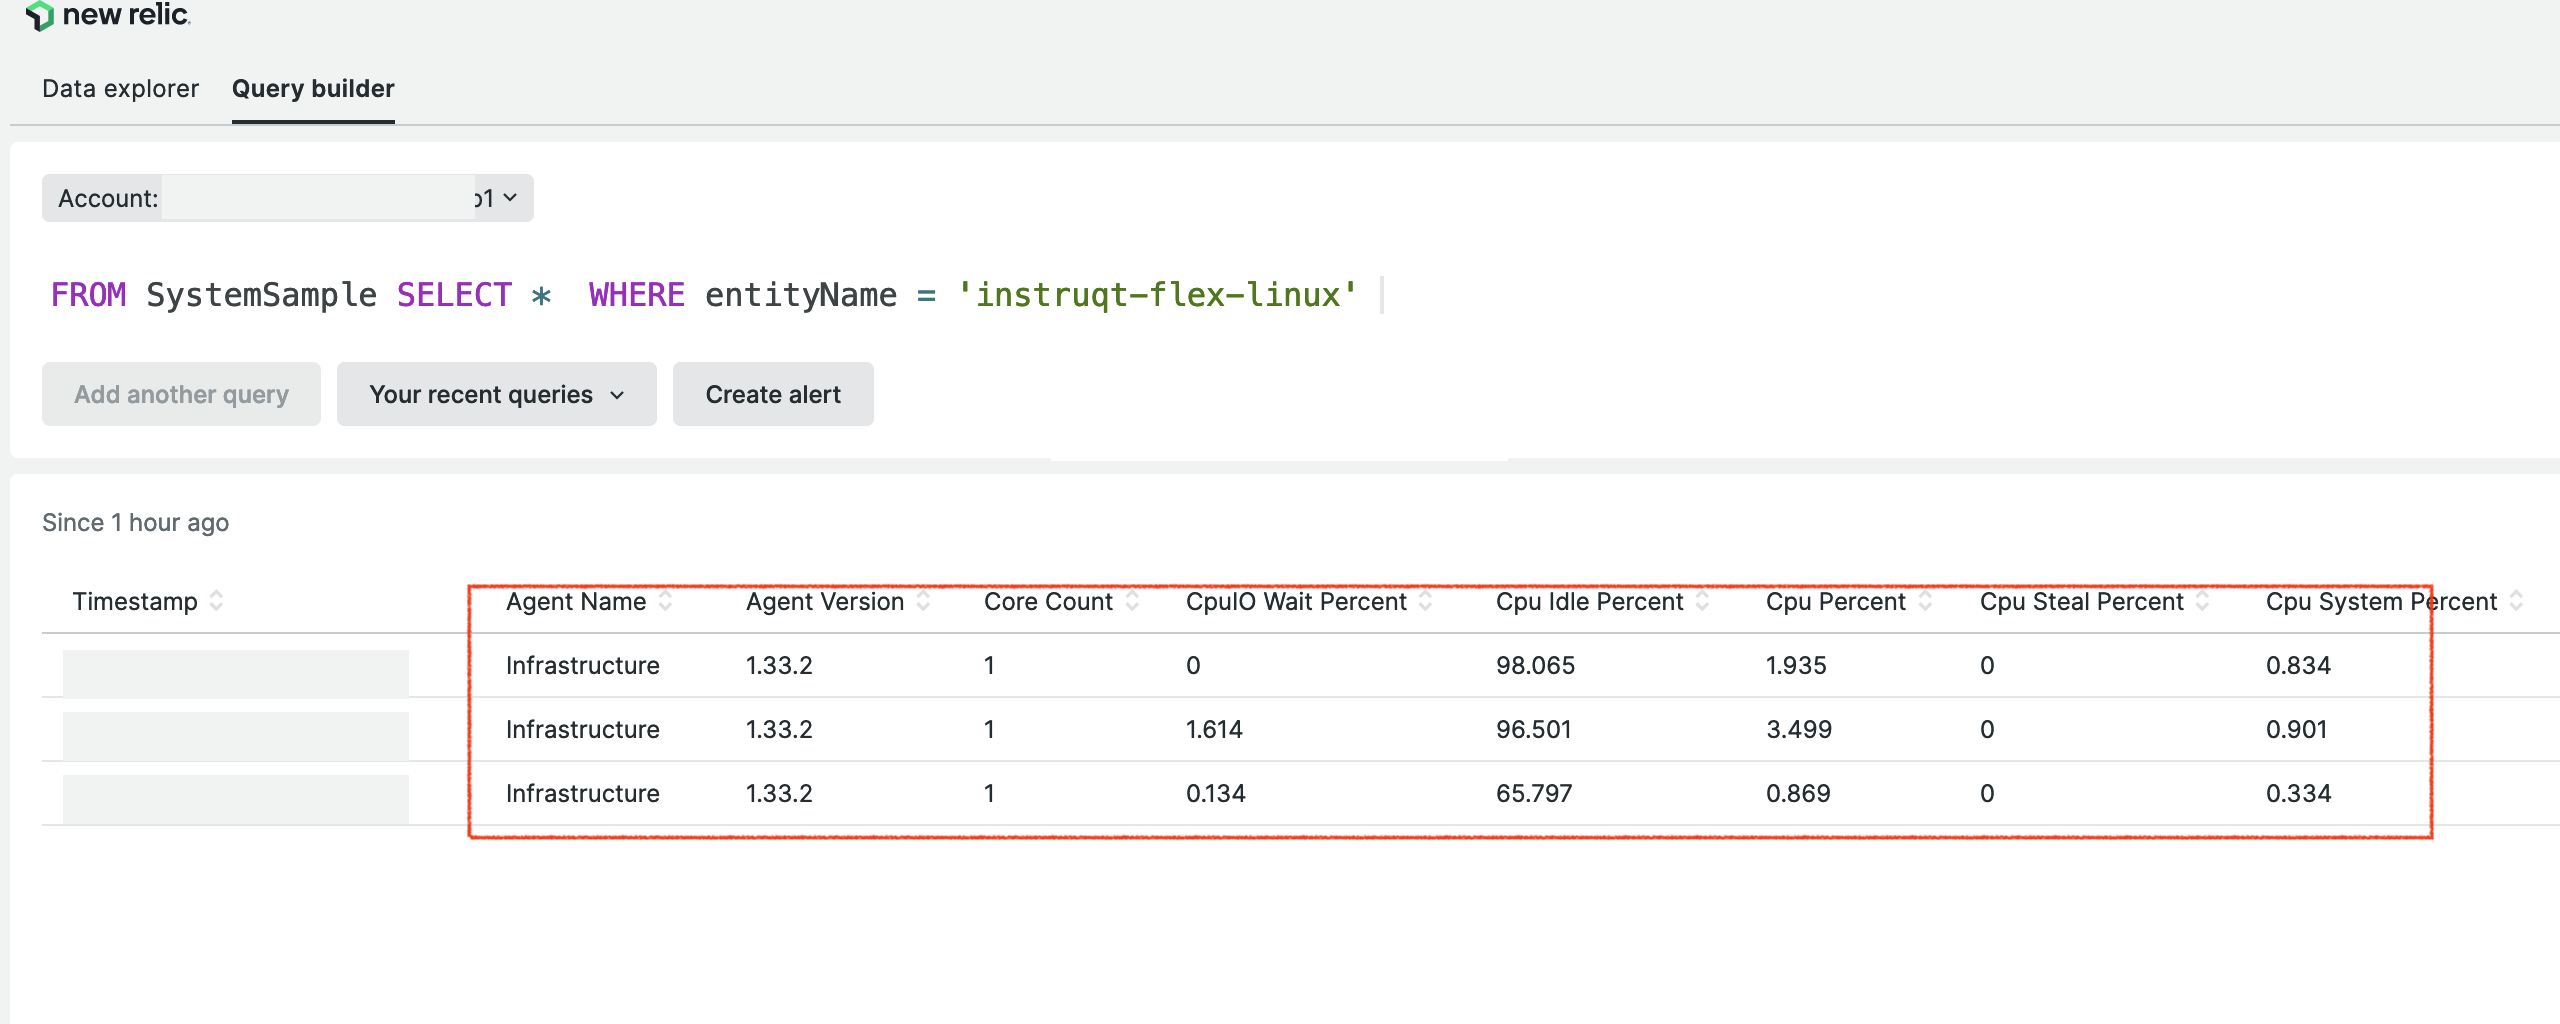 new relic.
Data explorer Query builder
Account: 1
FROM SystemSample SELECT * WHERE entityName = 'instruqt-flex-linux'
Add another query Your recent queries Create alert
Since 1 hour ago
Timestamp Agent Name Agent Version Core Count CpuIO Wait Percent Cpu Idle Percent Cpu Percent Cpu Steal Percent Cpu System Percent
Infrastructure 1.33.2 1 0 98.065 1.935 0 0.834
Infrastructure 1.33.2 1 1.614 96.501 3.499 0 0.901
Infrastructure 1.33.2 1 0.134 65.797 0.869 0 0.334